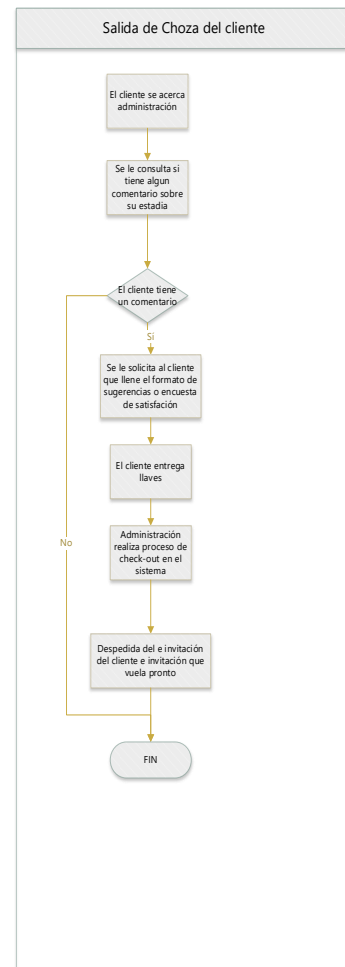 Salida de Choza del cliente
El cliente se acerca
administración
Se le consulta si
tiene algun
comentario sobre
su estadia
El cliente tiene
un comentario
Si
Se le solicita al cliente
que llene el formato de
sugerencias o encuesta
de satisfacción
El cliente entrega
llaves
Administración
realiza proceso de
check-out en el
sistema
No
Despedida del e invitación
del cliente e invitación que
vuela pronto
FIN